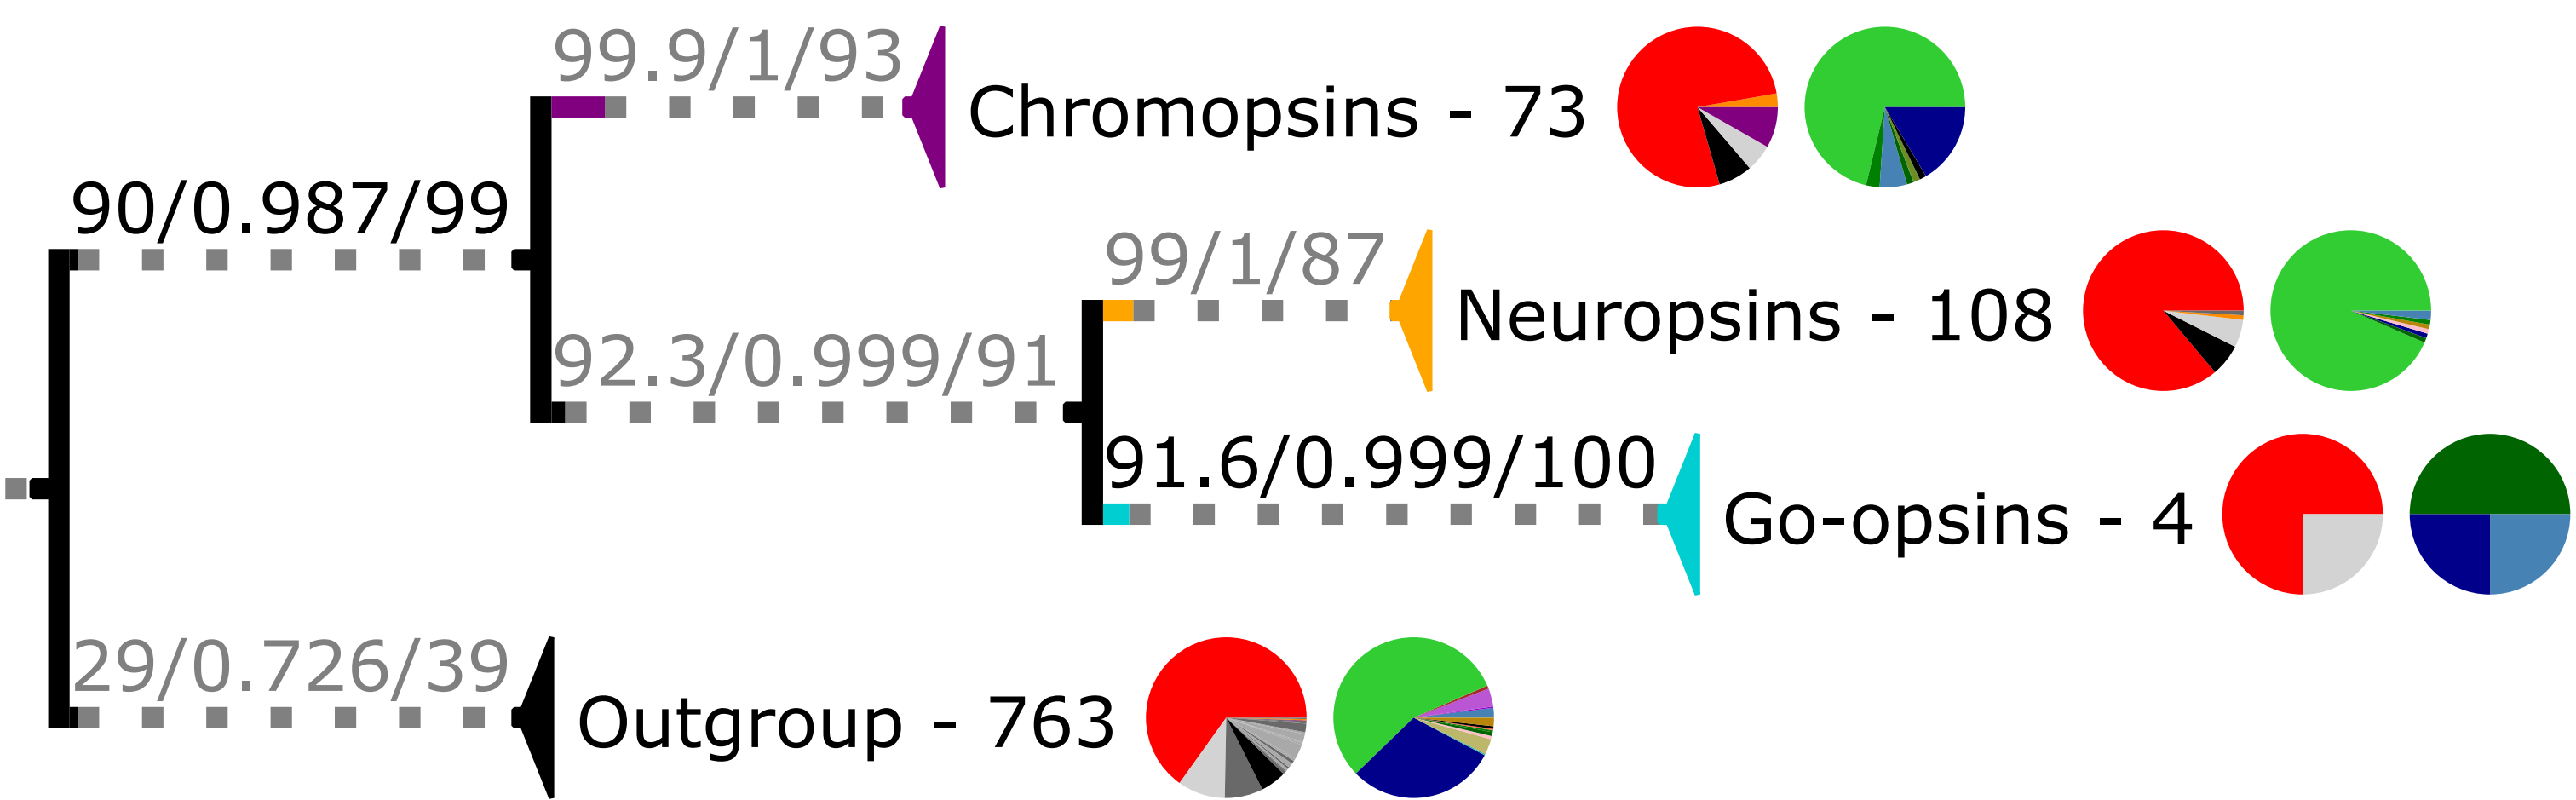 99.9/1/93
Chromopsins - 73
90/0.987/99
99/1/87
Neuropsins - 108
92.3/0.999/91
91.6/0.999/100
Go-opsins - 4
29/0.726/39
Outgroup - 763